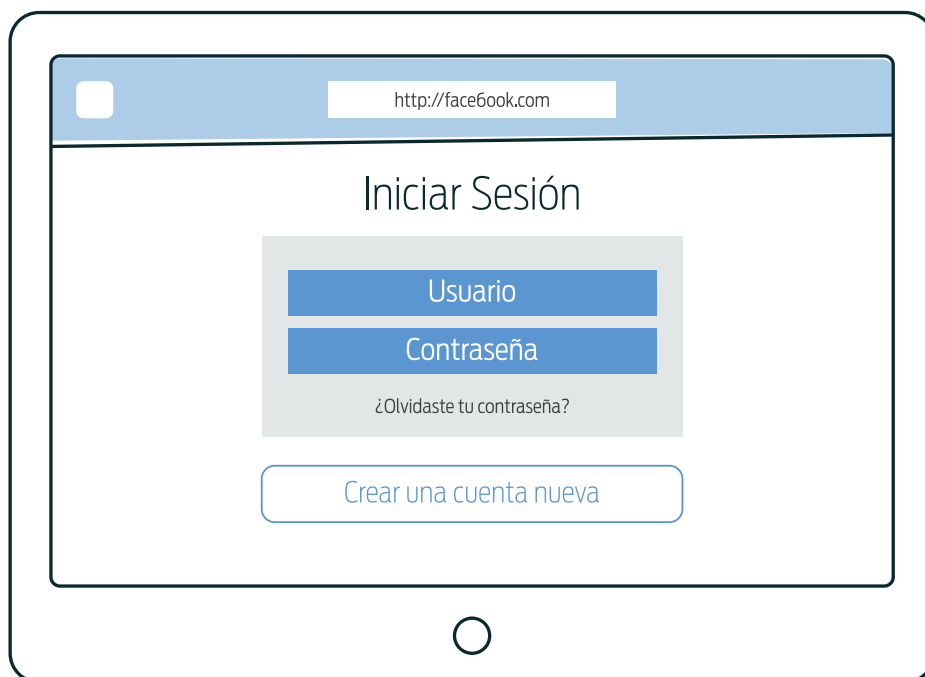 http://face6ook.com
Iniciar Sesión
Usuario
Contraseña
¿Olvidaste tu contraseña?
Crear una cuenta nueva